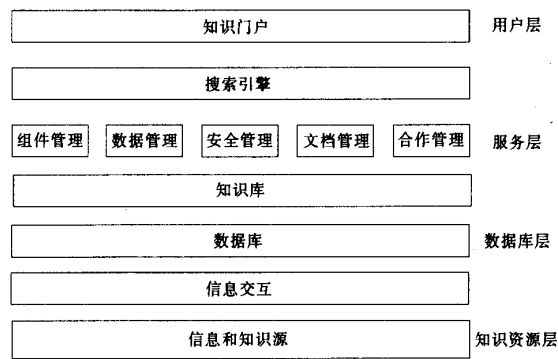 知识门户 用户层
搜索引擎
组件管理 数据管理 安全管理 文档管理 合作管理 服务层
知识库
数据库 数据库层
信息交互
信息和知识源 知识资源层